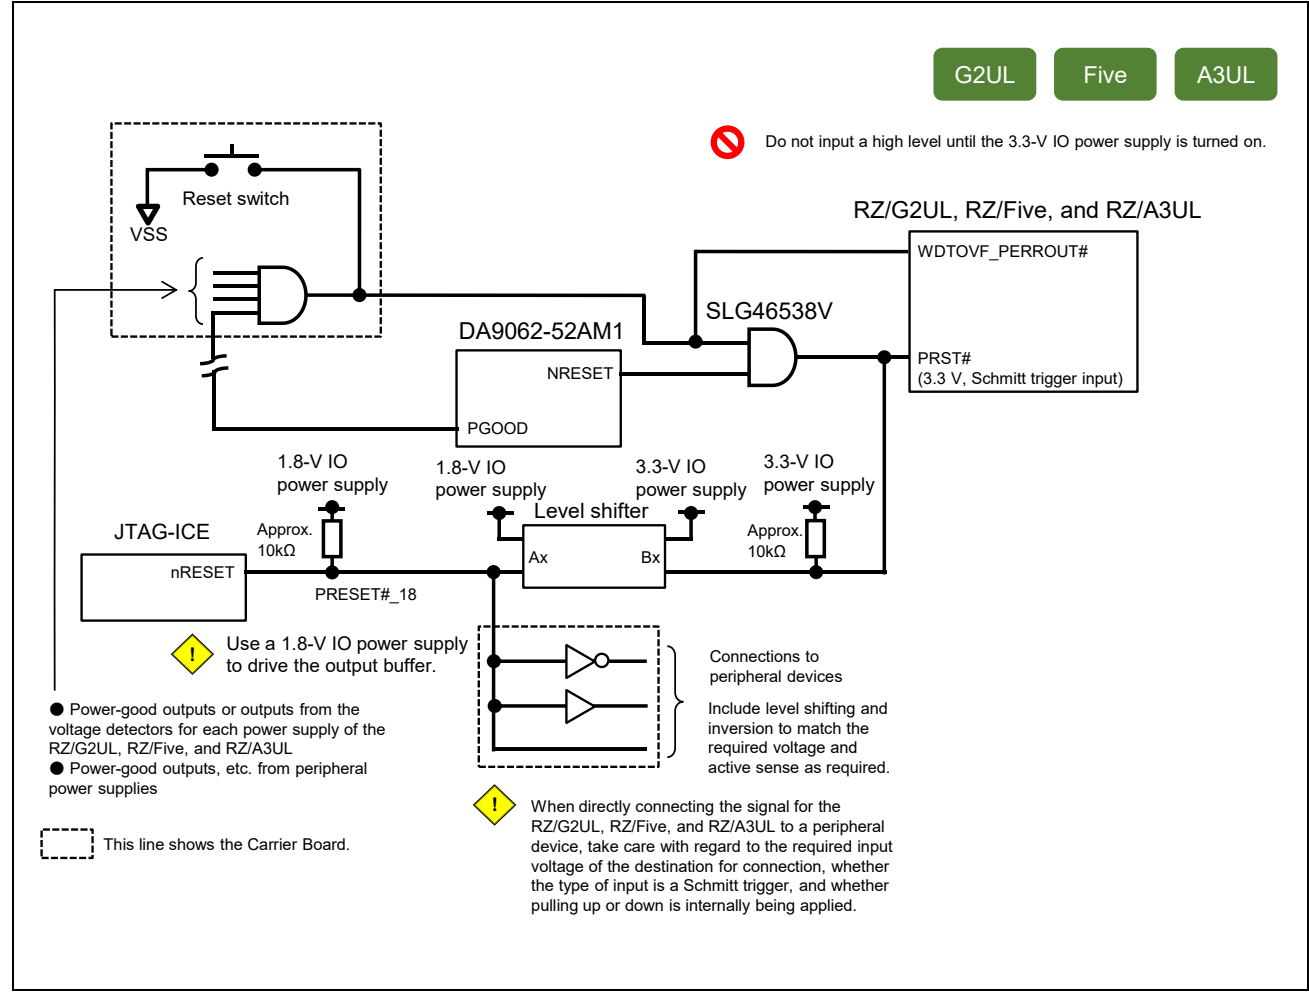 G2UL
Five
A3UL
Do not input a high level until the 3.3-V IO power supply is turned on.
Reset switch
VSS
RZ/G2UL, RZ/Five, and RZ/A3UL
WDTOVF_PERROUT#
SLG46538V
DA9062-52AM1
NRESET
PGOOD
PRST#
(3.3 V, Schmitt trigger input)
1.8-V IO
power supply
1.8-V IO
power supply
3.3-V IO
power supply
3.3-V IO
power supply
Level shifter
JTAG-ICE
Approx.
10kΩ
Approx.
10kΩ
Ax
Bx
nRESET
PRESET#_18
!
Use a 1.8-V IO power supply
to drive the output buffer.
Connections to
peripheral devices
Include level shifting and
inversion to match the
required voltage and
active sense as required.
● Power-good outputs or outputs from the
voltage detectors for each power supply of the
RZ/G2UL, RZ/Five, and RZ/A3UL
● Power-good outputs, etc. from peripheral
power supplies
!
When directly connecting the signal for the
RZ/G2UL, RZ/Five, and RZ/A3UL to a peripheral
device, take care with regard to the required input
voltage of the destination for connection, whether
the type of input is a Schmitt trigger, and whether
pulling up or down is internally being applied.
This line shows the Carrier Board.